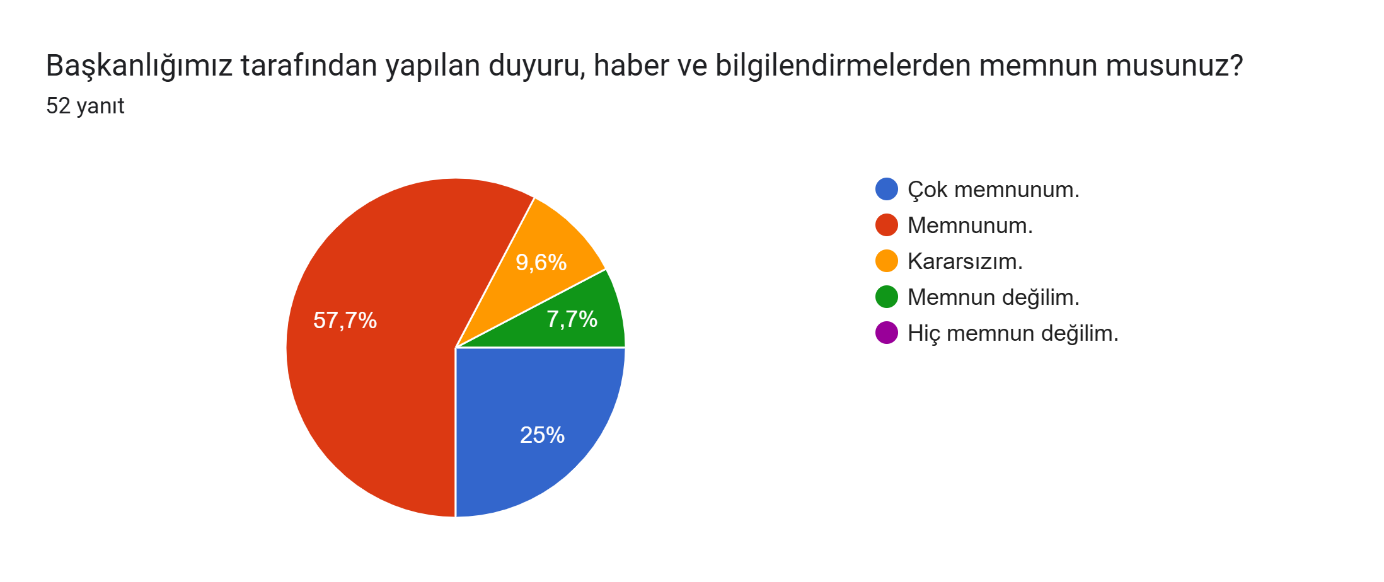 Başkanlığımız tarafından yapılan duyuru, haber ve bilgilendirmelerden memnun musunuz?
52 yanıt
Çok memnunum.
Memnunum.
Kararsızım.
Memnun değilim.
Hiç memnun değilim.
9,6%
57,7%
7,7%
25%